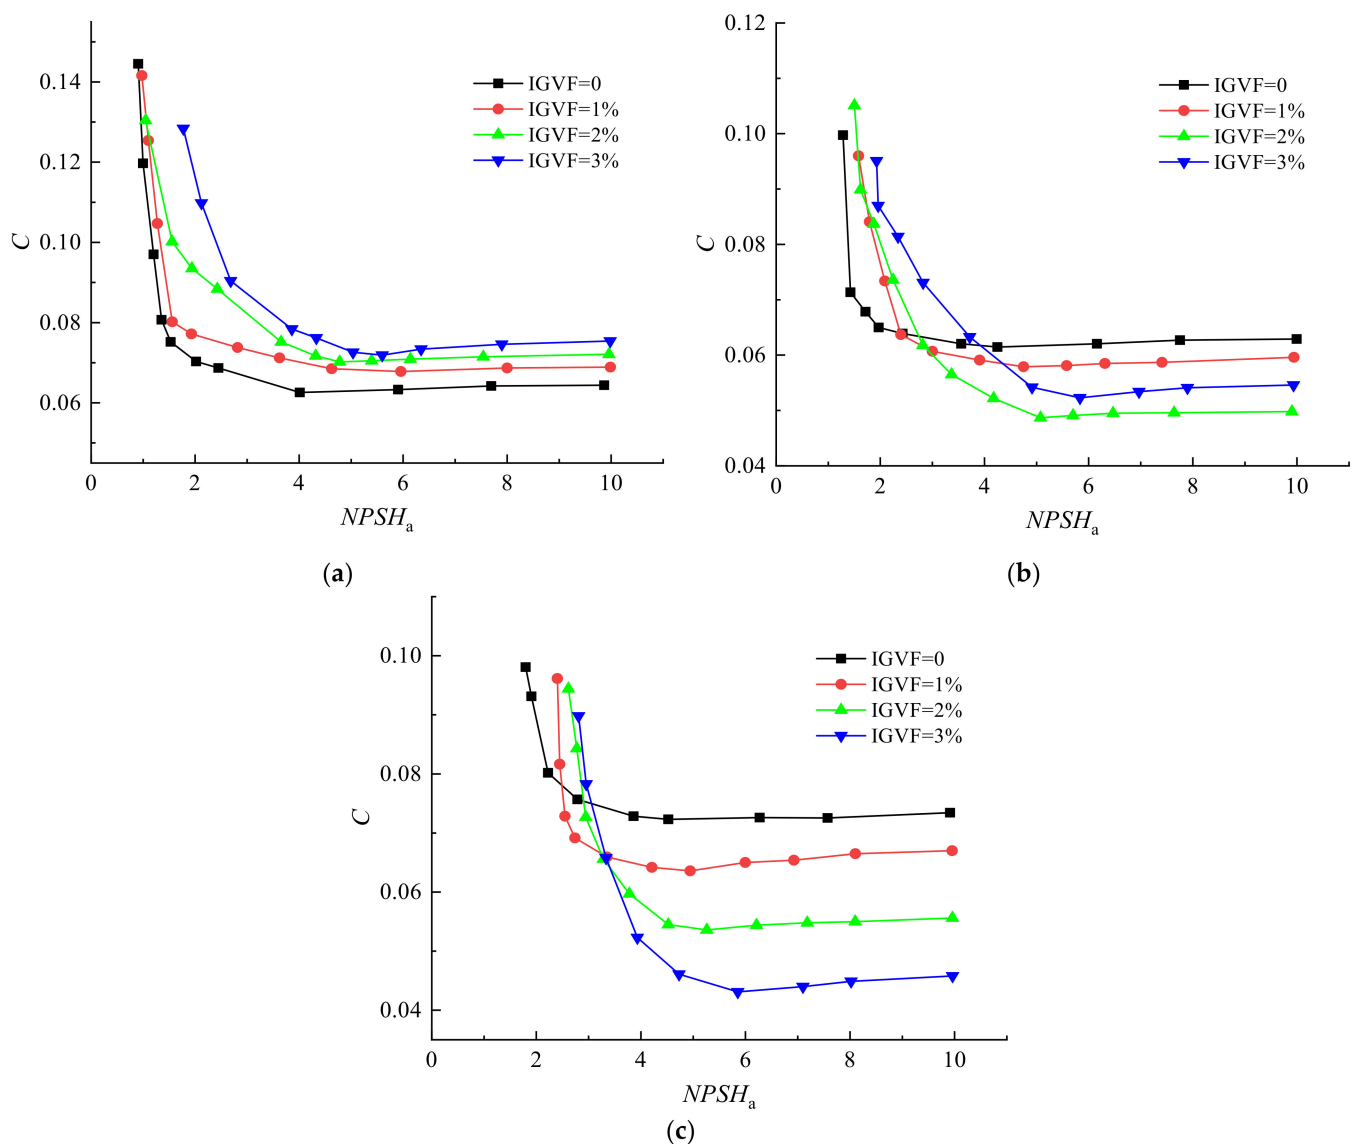 0.14
0.12
0.10
0.08
0.06
C
0
2
4
6
8
10
NPSHa
IGVF=0
IGVF=1%
IGVF=2%
IGVF=3%
(a)
0.12
0.10
0.08
0.06
0.04
C
0
2
4
6
8
10
NPSHa
IGVF=0
IGVF=1%
IGVF=2%
IGVF=3%
(b)
0.10
0.08
0.06
0.04
C
0
2
4
6
8
10
NPSHa
IGVF=0
IGVF=1%
IGVF=2%
IGVF=3%
(c)